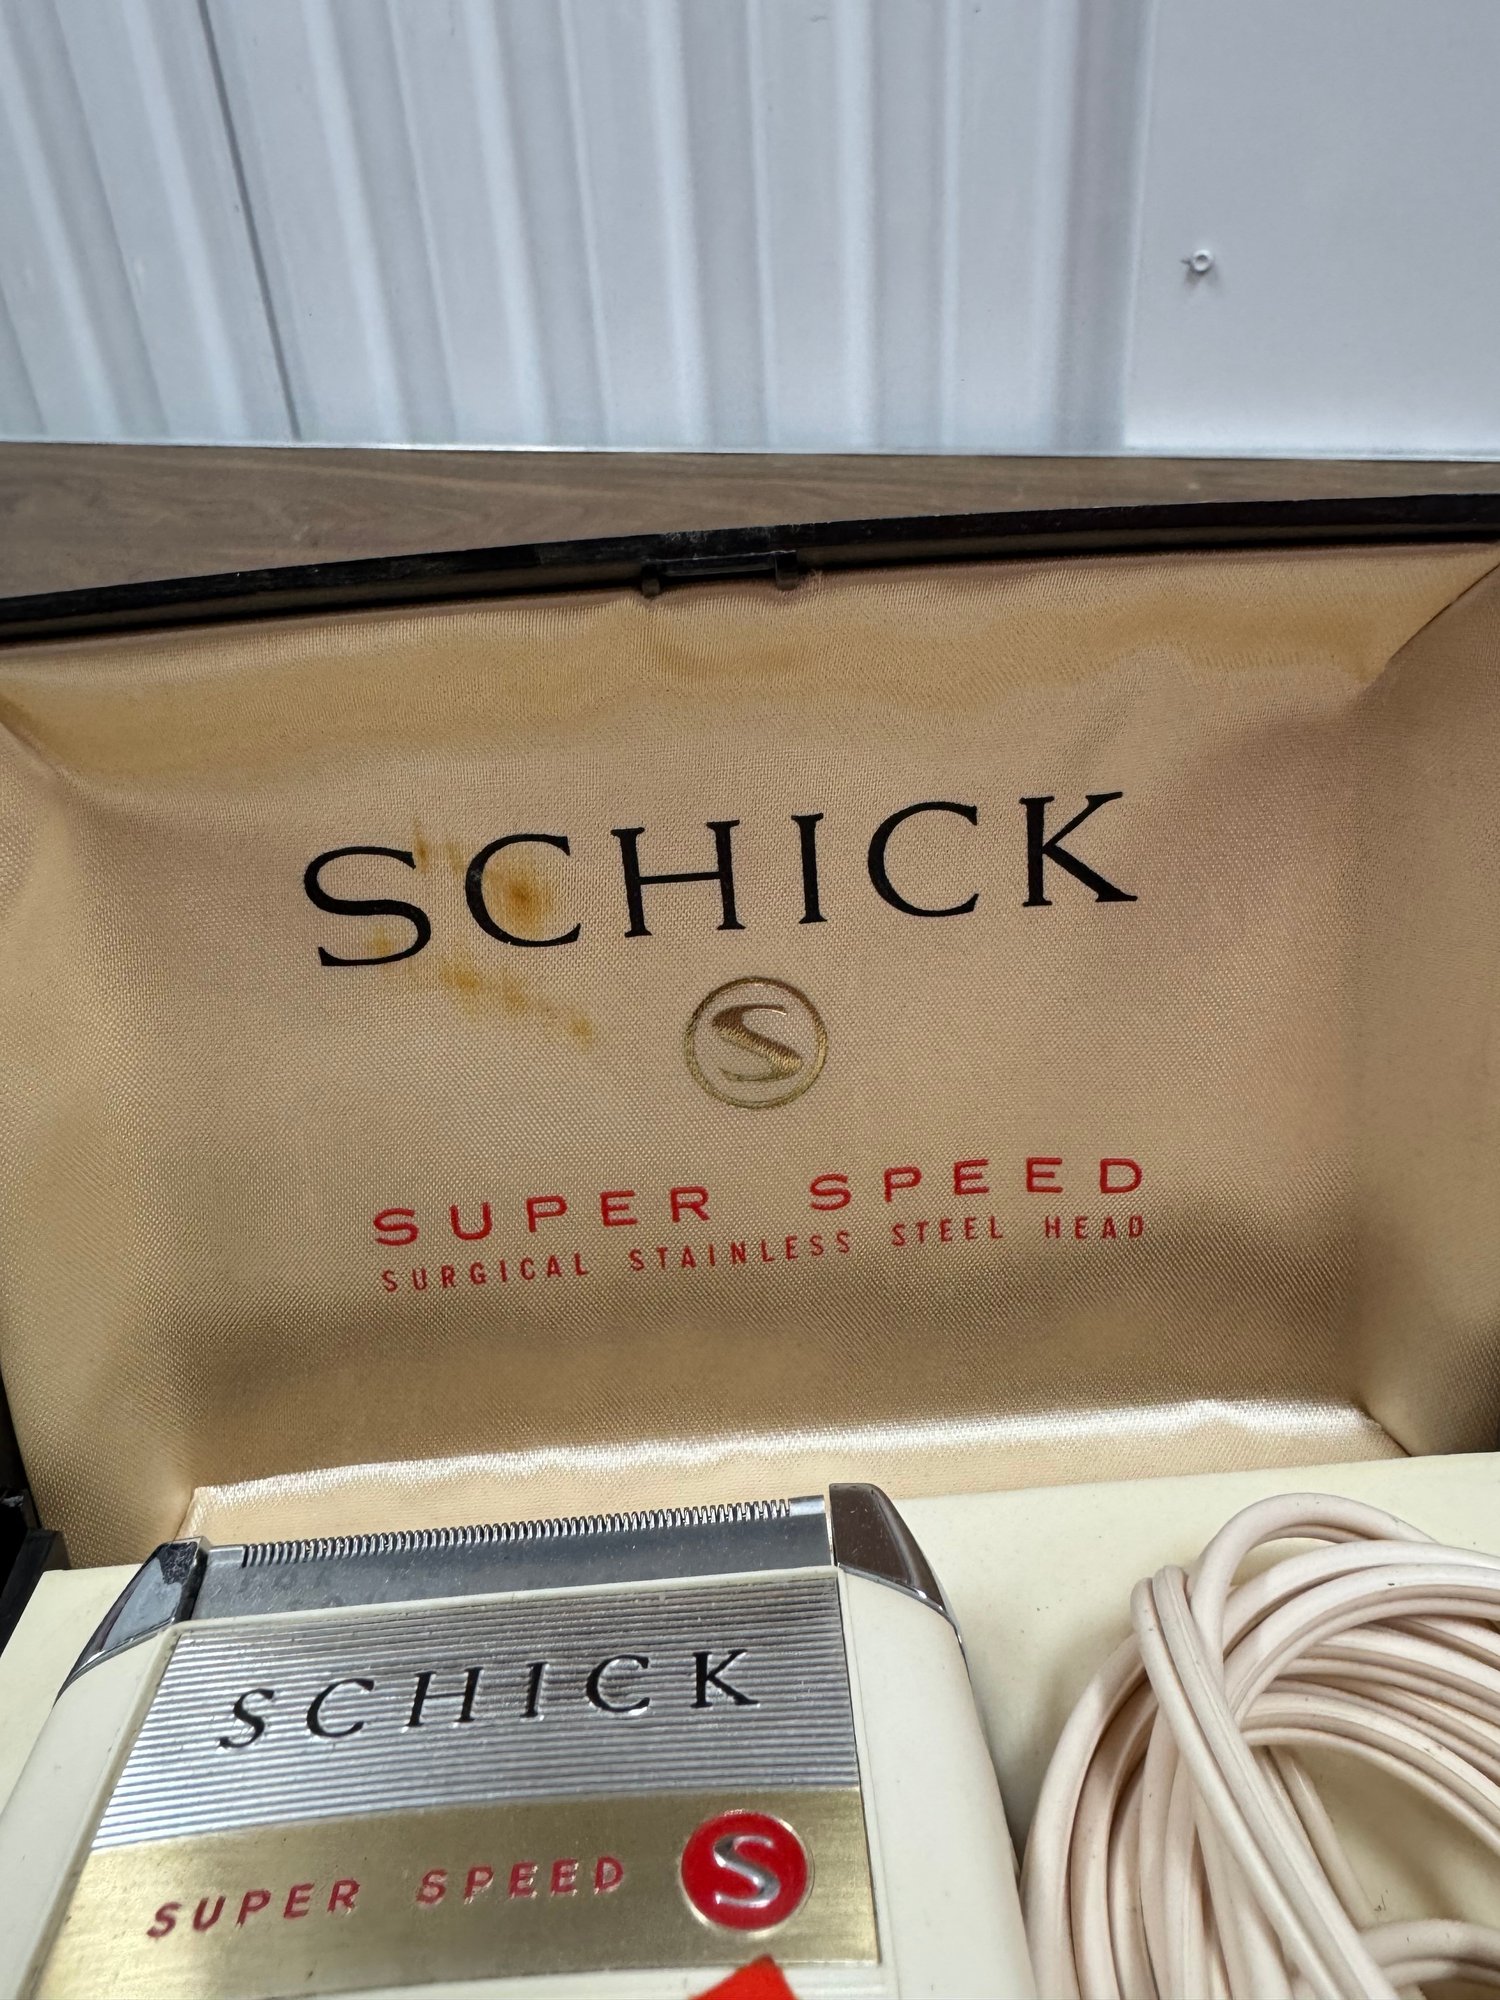 SCHICK
S
SUPER SPEED
SURGICAL STAINLESS STEEL HEAD
SCHICK
SUPER SPEED S